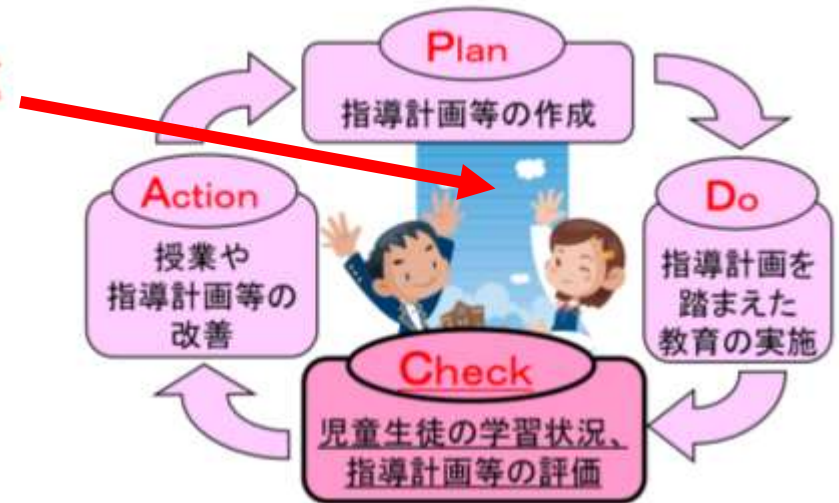 Plan
指導計画等の作成
Do
指導計画を
踏まえた
教育の実施
Check
児童生徒の学習状況、
指導計画等の評価
Action
授業や
指導計画等の
改善